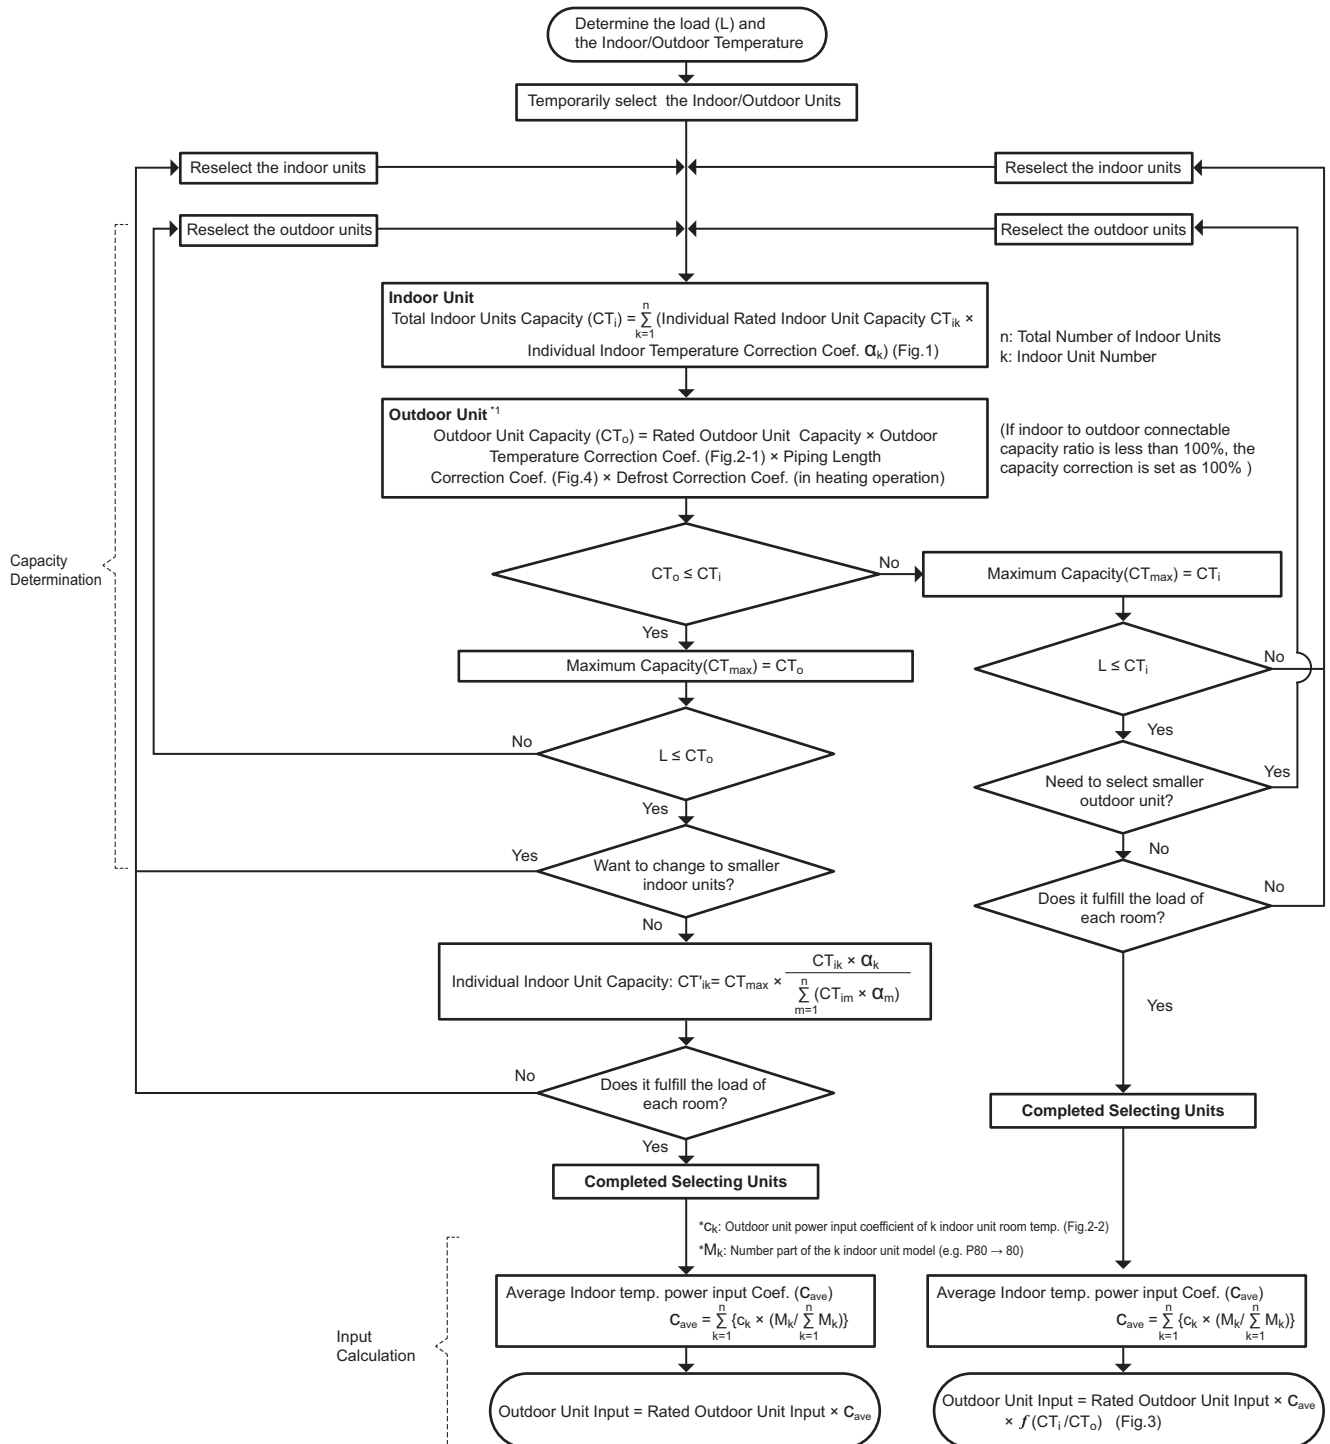 Determine the load (L) and
the Indoor/Outdoor Temperature
Temporarily select the Indoor/Outdoor Units
Reselect the indoor units
Reselect the indoor units
Reselect the outdoor units
Reselect the outdoor units
Indoor Unit
Total Indoor Units Capacity (CTi) = n Σ k=1 (Individual Rated Indoor Unit Capacity CTik ×
Individual Indoor Temperature Correction Coef. αk) (Fig.1)
n: Total Number of Indoor Units
k: Indoor Unit Number
Outdoor Unit *1
Outdoor Unit Capacity (CTo) = Rated Outdoor Unit Capacity × Outdoor
Temperature Correction Coef. (Fig.2-1) × Piping Length
Correction Coef. (Fig.4) × Defrost Correction Coef. (in heating operation)
(If indoor to outdoor connectable
capacity ratio is less than 100%, the
capacity correction is set as 100% )
Capacity
Determination
CTo ≤ CTi
No
Maximum Capacity(CTmax) = CTi
Yes
Maximum Capacity(CTmax) = CTo
L ≤ CTi
No
Yes
No
L ≤ CTo
Yes
Need to select smaller
outdoor unit?
Yes
No
Yes
Want to change to smaller
indoor units?
No
Does it fulfill the load of
each room?
No
Yes
Individual Indoor Unit Capacity: CT'ik= CTmax × CTik × αk / n Σ m=1 (CTim × αm)
No
Does it fulfill the load of
each room?
Yes
Completed Selecting Units
Completed Selecting Units
*ck: Outdoor unit power input coefficient of k indoor unit room temp. (Fig.2-2)
*Mk: Number part of the k indoor unit model (e.g. P80 → 80)
Input
Calculation
Average Indoor temp. power input Coef. (Cave)
Cave = n Σ k=1 {ck × (Mk/ n Σ k=1 Mk)}
Average Indoor temp. power input Coef. (Cave)
Cave = n Σ k=1 {ck × (Mk/ n Σ k=1 Mk)}
Outdoor Unit Input = Rated Outdoor Unit Input × Cave
Outdoor Unit Input = Rated Outdoor Unit Input × Cave
× f (CTi /CTo) (Fig.3)